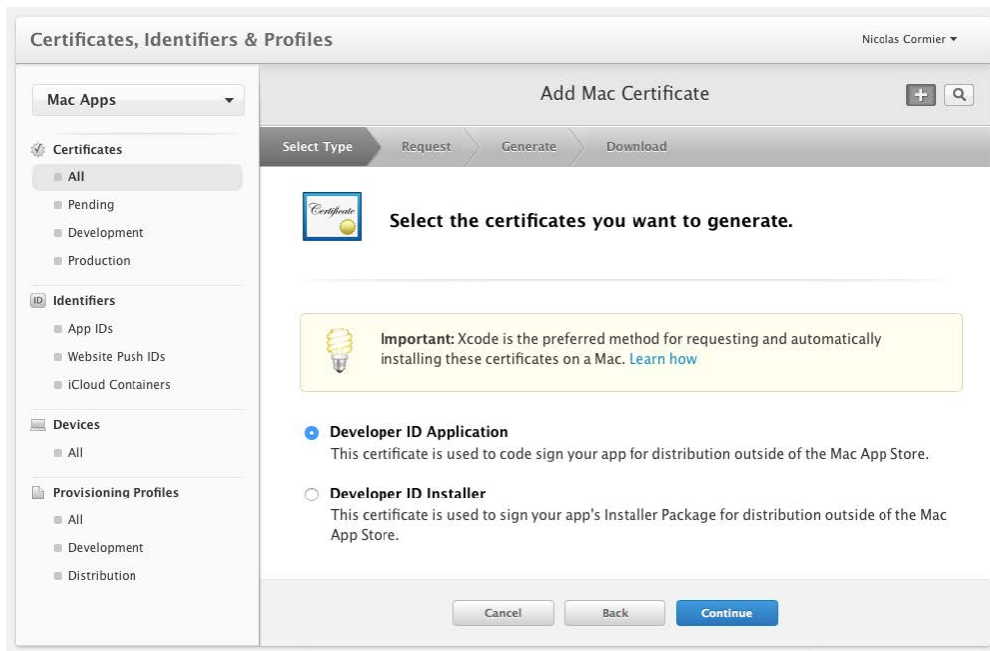 Certificates, Identifiers & Profiles
Nicolas Cormier
Mac Apps
Certificates
All
Pending
Development
Production
ID Identifiers
App IDs
Website Push IDs
iCloud Containers
Devices
All
Provisioning Profiles
All
Development
Distribution
Add Mac Certificate
Select Type
Request
Generate
Download
Certificate
Select the certificates you want to generate.
Important: Xcode is the preferred method for requesting and automatically
installing these certificates on a Mac. Learn how
Developer ID Application
This certificate is used to code sign your app for distribution outside of the Mac App Store.
Developer ID Installer
This certificate is used to sign your app's Installer Package for distribution outside of the Mac
App Store.
Cancel
Back
Continue